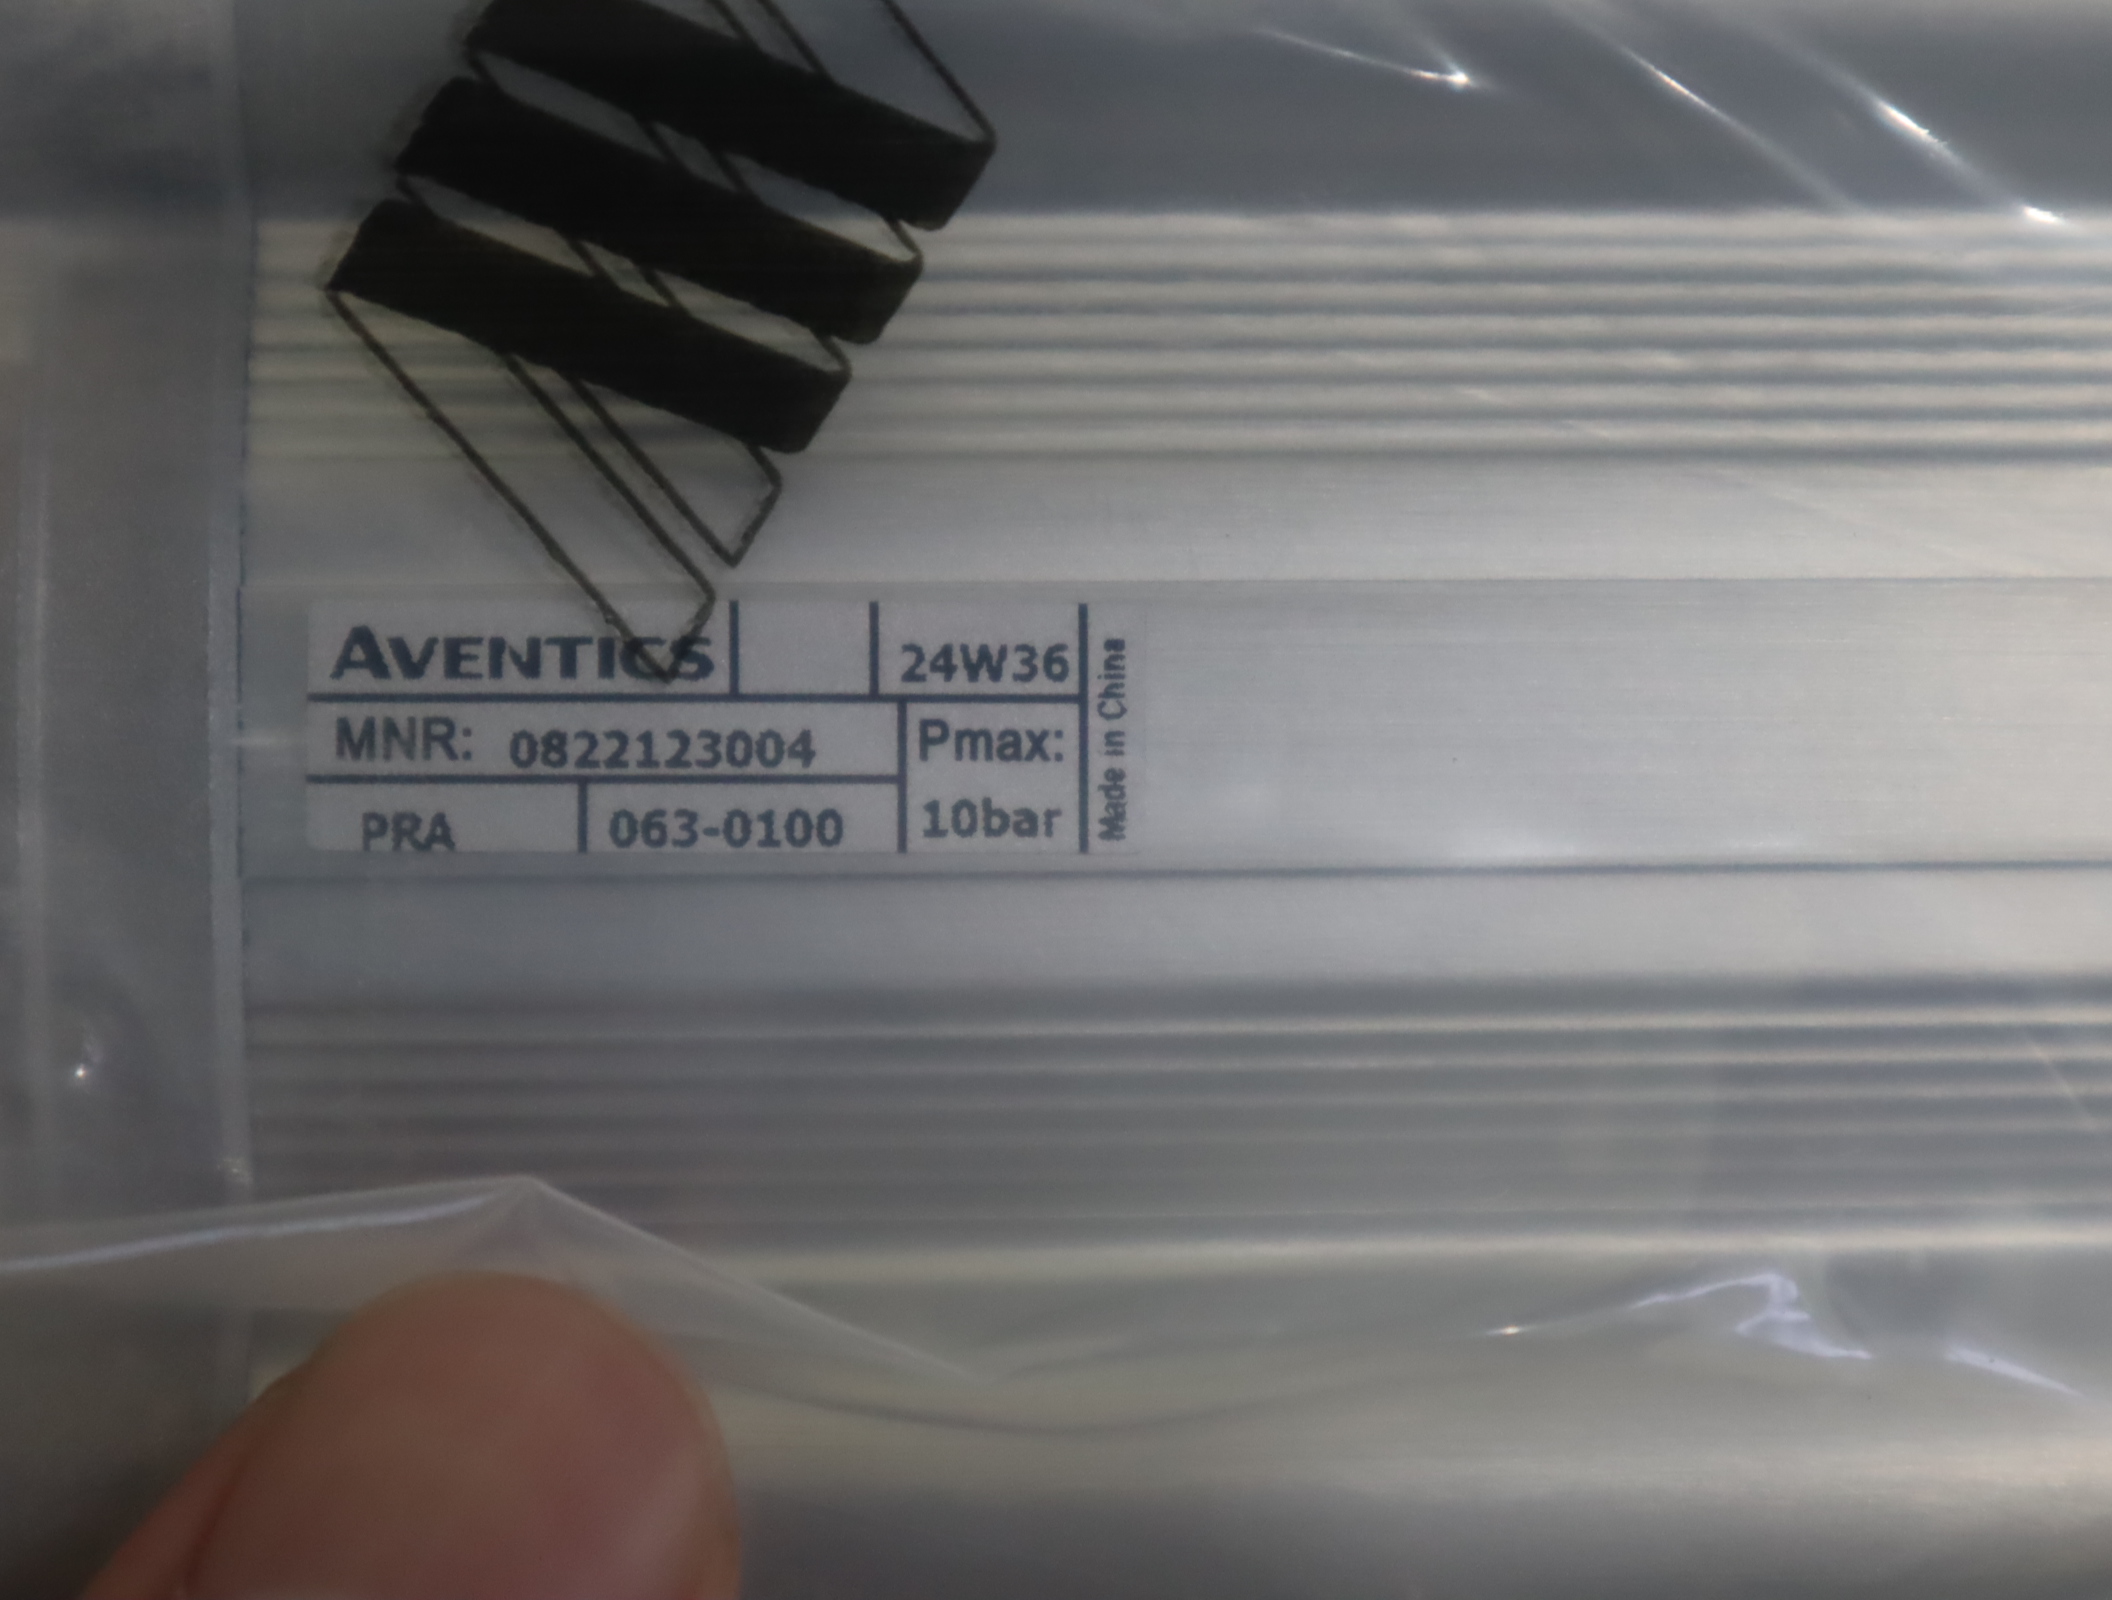 AVENTICS
24W36
MNR: 0822123004
Pmax:
10bar
PRA
063-0100
Made in China